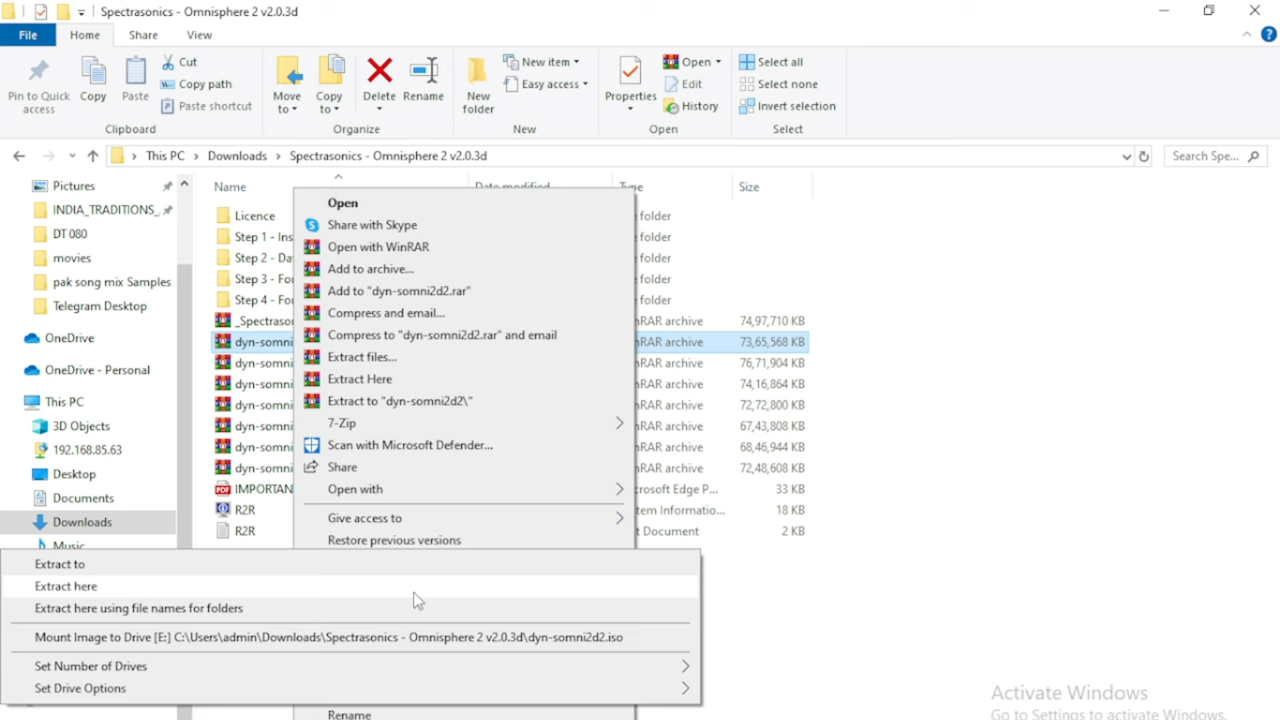 Spectrasonics - Omnisphere 2 v2.0.3d
File
Home
Share
View
Pin to Quick access
Copy
Paste
Cut
Copy path
Paste shortcut
Clipboard
Move to
Copy to
Delete
Rename
Organize
New folder
New item
Easy access
New
Properties
Open
Edit
History
Open
Select all
Select none
Invert selection
Select
This PC > Downloads > Spectrasonics - Omnisphere 2 v2.0.3d
Search Spe...
Pictures
INDIA_TRADITIONS_
DT 080
movies
pak song mix Samples
Telegram Desktop
OneDrive
OneDrive - Personal
This PC
3D Objects
192.168.85.63
Desktop
Documents
Downloads
Music
Name
Date modified
Type
Size
Licence folder
Step 1 - Ins folder
Step 2 - Da folder
Step 3 - Fo folder
Step 4 - Fo folder
_Spectraso nRAR archive 74,97,710 KB
dyn-somni nRAR archive 73,65,568 KB
dyn-somni nRAR archive 76,71,904 KB
dyn-somni nRAR archive 74,16,864 KB
dyn-somni nRAR archive 72,72,800 KB
dyn-somni nRAR archive 67,43,808 KB
dyn-somni nRAR archive 68,46,944 KB
dyn-somni nRAR archive 72,48,608 KB
IMPORTAN crosoft Edge P... 33 KB
R2R tem Informatio... 18 KB
R2R t Document 2 KB
Open
Share with Skype
Open with WinRAR
Add to archive...
Add to "dyn-somni2d2.rar"
Compress and email...
Compress to "dyn-somni2d2.rar" and email
Extract files...
Extract Here
Extract to "dyn-somni2d2\"
7-Zip
Scan with Microsoft Defender...
Share
Open with
Give access to
Restore previous versions
Extract to
Extract here
Extract here using file names for folders
Mount Image to Drive [E:] C:\Users\admin\Downloads\Spectrasonics - Omnisphere 2 v2.0.3d\dyn-somni2d2.iso
Set Number of Drives
Set Drive Options
Rename
Activate Windows
Go to Settings to activate Windows.